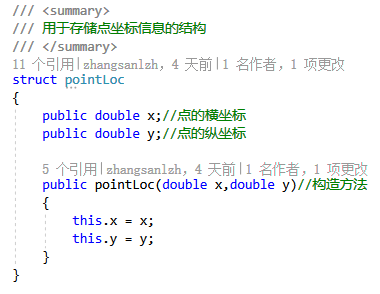 /// <summary>
/// 用于存储点坐标信息的结构
/// </summary>
11 个引用|zhangsanlzh，4 天前|1 名作者，1 项更改
struct pointLoc
{
public double x;//点的横坐标
public double y;//点的纵坐标
5 个引用|zhangsanlzh，4 天前|1 名作者，1 项更改
public pointLoc(double x,double y)//构造方法
{
this.x = x;
this.y = y;
}
}